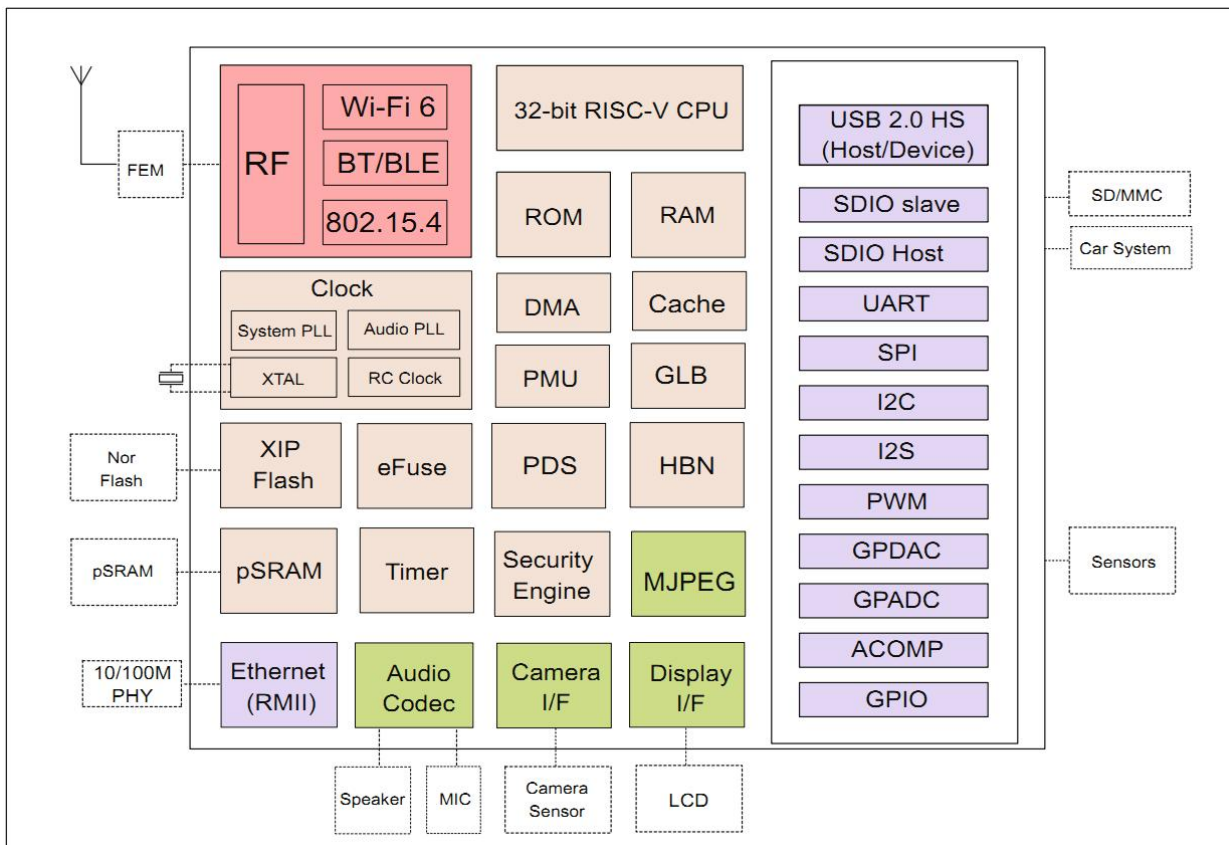 FEM
RF
Wi-Fi 6
BT/BLE
802.15.4
32-bit RISC-V CPU
ROM
RAM
Clock
System PLL
Audio PLL
XTAL
RC Clock
DMA
Cache
PMU
GLB
Nor
Flash
XIP
Flash
eFuse
PDS
HBN
pSRAM
pSRAM
Timer
Security
Engine
MJPEG
10/100M
PHY
Ethernet
(RMII)
Audio
Codec
Camera
I/F
Display
I/F
Speaker
MIC
Camera
Sensor
LCD
USB 2.0 HS
(Host/Device)
SDIO slave
SDIO Host
UART
SPI
I2C
I2S
PWM
GPDAC
GPADC
ACOMP
GPIO
SD/MMC
Car System
Sensors